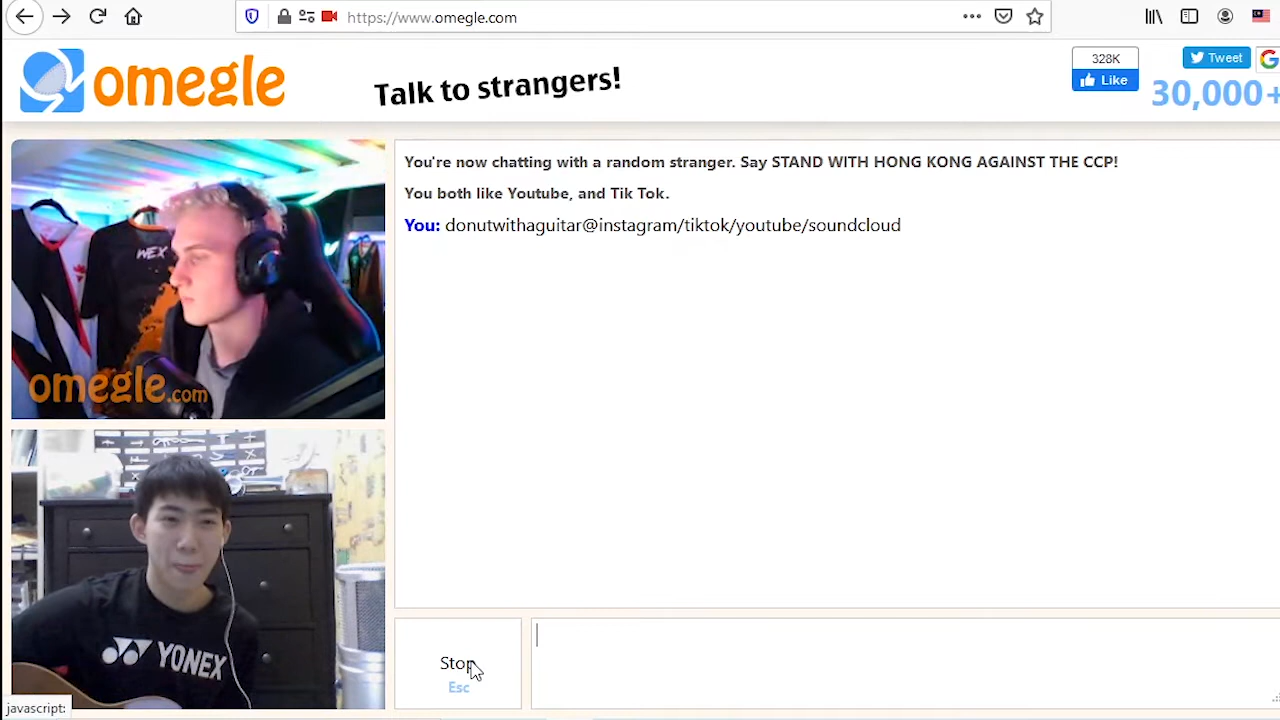 https://www.omegle.com
omegle
Talk to strangers!
328K
Like
Tweet
30,000+
You're now chatting with a random stranger. Say STAND WITH HONG KONG AGAINST THE CCP!
You both like Youtube, and Tik Tok.
You: donutwithaguitar@instagram/tiktok/youtube/soundcloud
WEX
omegle.com
YONEX
Stop
Esc
javascript: